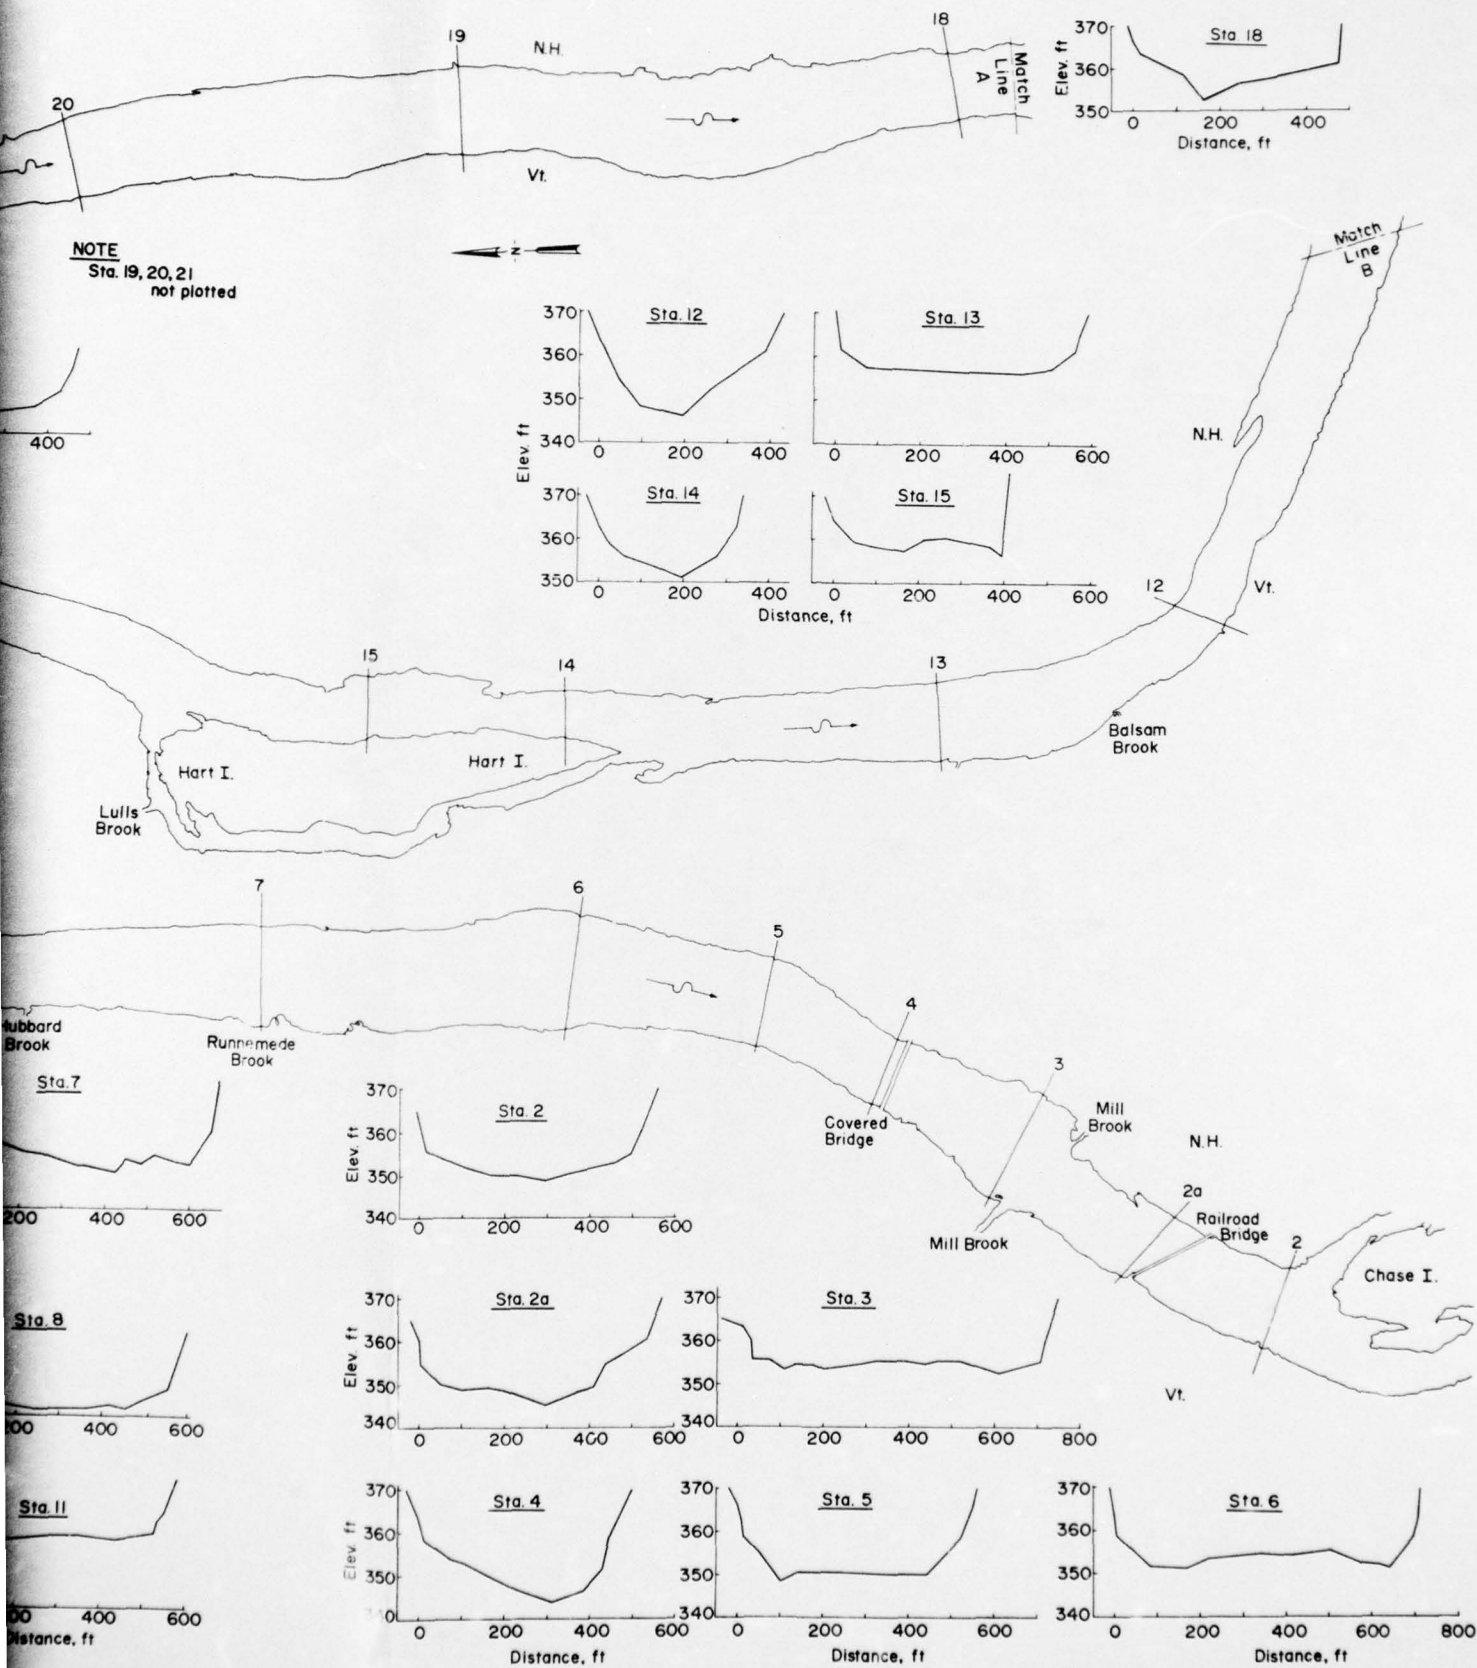 20
19
N.H.
18
Match
Line
A
Vt.
370
360
350
Elev. ft
Sta. 18
0 200 400
Distance, ft
NOTE
Sta. 19, 20, 21
not plotted
N
Match
Line
B
400
Elev. ft
370
360
350
340
Sta. 12
0 200 400
Sta. 13
0 200 400 600
370
360
350
Sta. 14
0 200 400
Sta. 15
0 200 400 600
Distance, ft
N.H.
12
Vt.
15
14
13
Balsam
Brook
Hart I.
Hart I.
Lulls
Brook
7
6
5
4
3
Hubbard
Brook
Runnemede
Brook
Covered
Bridge
Mill
Brook
N.H.
Mill Brook
2a
Railroad
Bridge
2
Chase I.
Vt.
Sta. 7
200 400 600
Elev. ft
370
360
350
340
Sta. 2
0 200 400 600
Sta. 8
400 600
Elev. ft
370
360
350
340
Sta. 2a
0 200 400 600
370
360
350
340
Sta. 3
0 200 400 600 800
Sta. 11
400 600
Distance, ft
Elev. ft
370
360
350
Sta. 4
0 200 400
Distance, ft
370
360
350
340
Sta. 5
0 200 400 600
Distance, ft
370
360
350
340
Sta. 6
0 200 400 600 800
Distance, ft